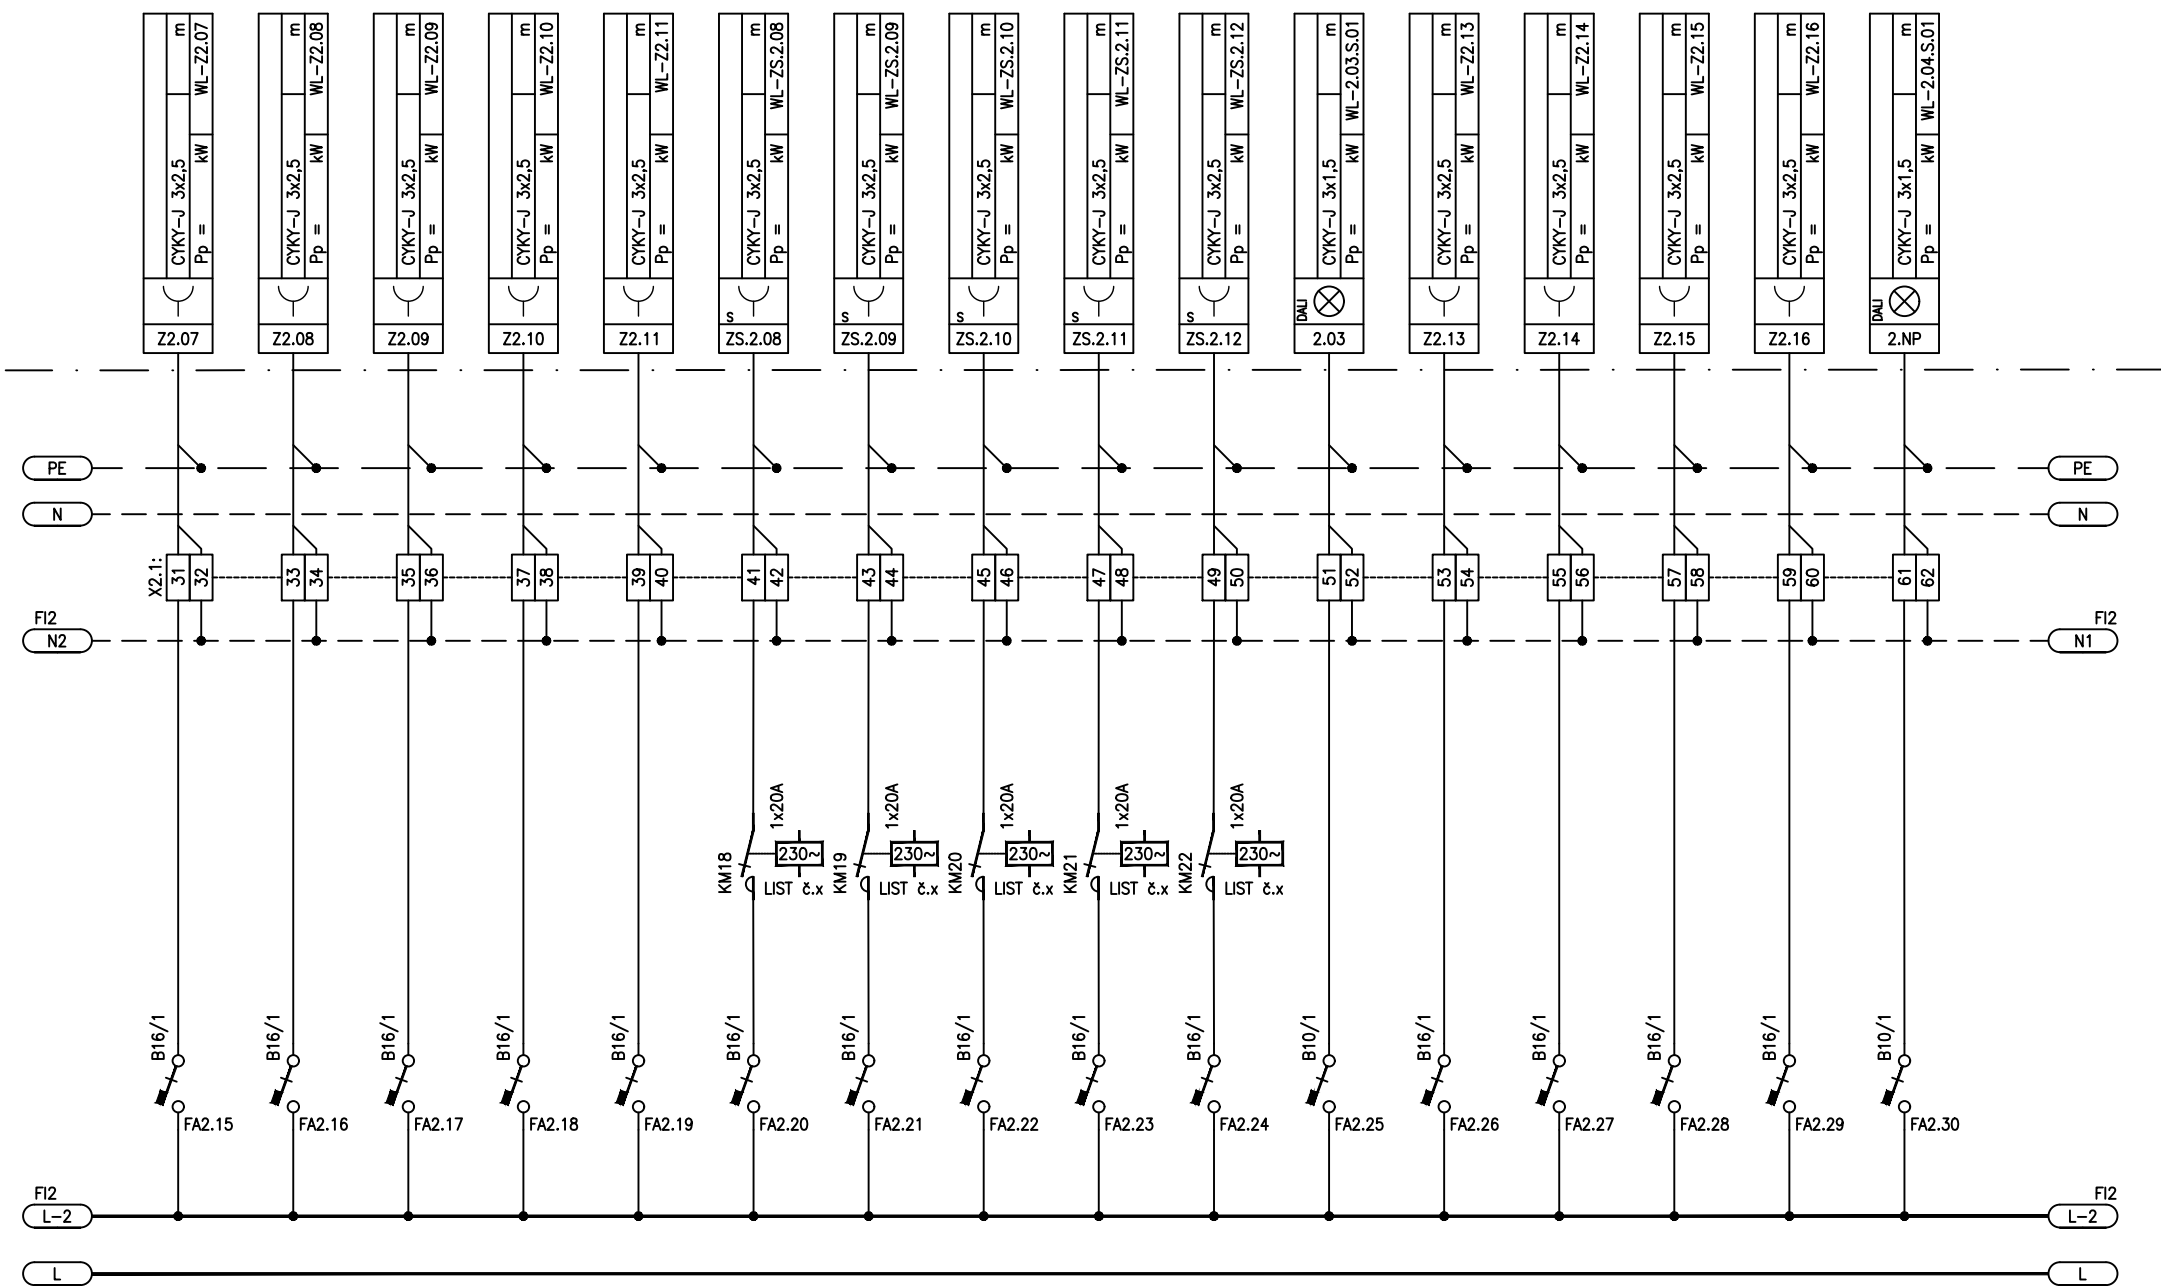 m
WL-Z2.07
CYKY-J 3x2,5
Pp = kW
Z2.07
m
WL-Z2.08
CYKY-J 3x2,5
Pp = kW
Z2.08
m
WL-Z2.09
CYKY-J 3x2,5
Pp = kW
Z2.09
m
WL-Z2.10
CYKY-J 3x2,5
Pp = kW
Z2.10
m
WL-Z2.11
CYKY-J 3x2,5
Pp = kW
Z2.11
m
WL-ZS.2.08
CYKY-J 3x2,5
Pp = kW
S
ZS.2.08
m
WL-ZS.2.09
CYKY-J 3x2,5
Pp = kW
S
ZS.2.09
m
WL-ZS.2.10
CYKY-J 3x2,5
Pp = kW
S
ZS.2.10
m
WL-ZS.2.11
CYKY-J 3x2,5
Pp = kW
S
ZS.2.11
m
WL-ZS.2.12
CYKY-J 3x2,5
Pp = kW
S
ZS.2.12
m
WL-2.03.S.01
CYKY-J 3x1,5
Pp = kW
DALI
2.03
m
WL-Z2.13
CYKY-J 3x2,5
Pp = kW
Z2.13
m
WL-Z2.14
CYKY-J 3x2,5
Pp = kW
Z2.14
m
WL-Z2.15
CYKY-J 3x2,5
Pp = kW
Z2.15
m
WL-Z2.16
CYKY-J 3x2,5
Pp = kW
Z2.16
m
WL-2.04.S.01
CYKY-J 3x1,5
Pp = kW
DALI
2.NP
PE PE
N N
X2.1: 31 32 33 34 35 36 37 38 39 40 41 42 43 44 45 46 47 48 49 50 51 52 53 54 55 56 57 58 59 60 61 62
FI2 FI2
N2 N1
KM18 1x20A 230~ LIST č.x
KM19 1x20A 230~ LIST č.x
KM20 1x20A 230~ LIST č.x
KM21 1x20A 230~ LIST č.x
KM22 1x20A 230~ LIST č.x
B16/1 B16/1 B16/1 B16/1 B16/1 B16/1 B16/1 B16/1 B16/1 B16/1 B10/1 B16/1 B16/1 B16/1 B16/1 B10/1
FA2.15 FA2.16 FA2.17 FA2.18 FA2.19 FA2.20 FA2.21 FA2.22 FA2.23 FA2.24 FA2.25 FA2.26 FA2.27 FA2.28 FA2.29 FA2.30
FI2 FI2
L-2 L-2
L L